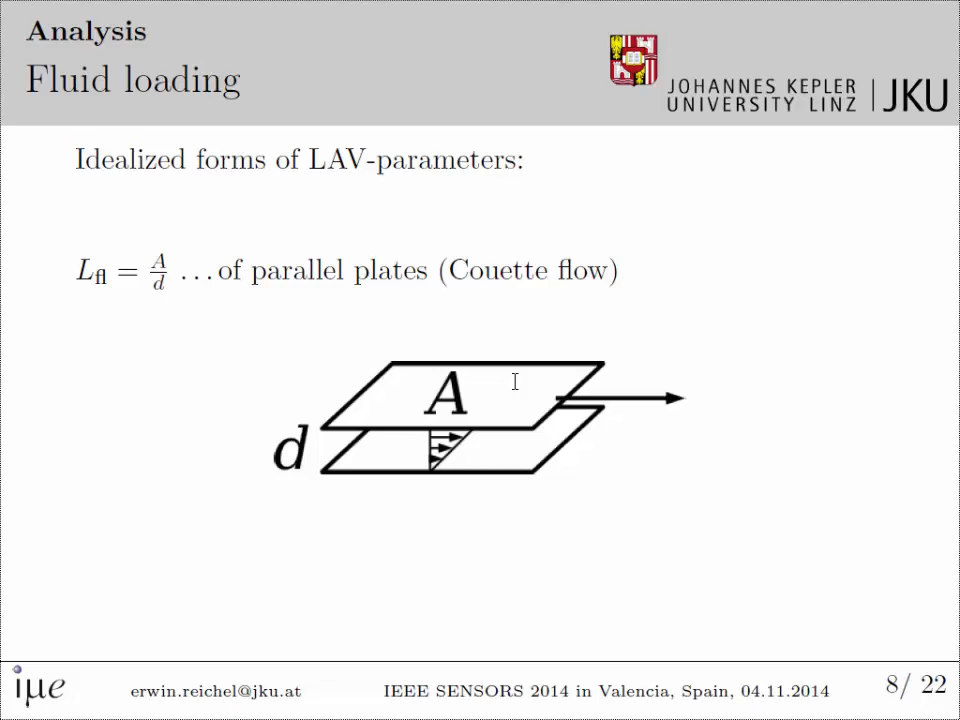 Analysis
Fluid loading
JOHANNES KEPLER
UNIVERSITY LINZ | JKU
Idealized forms of LAV-parameters:
L_fl = A/d ... of parallel plates (Couette flow)
A
d
iμe
erwin.reichel@jku.at IEEE SENSORS 2014 in Valencia, Spain, 04.11.2014 8/ 22